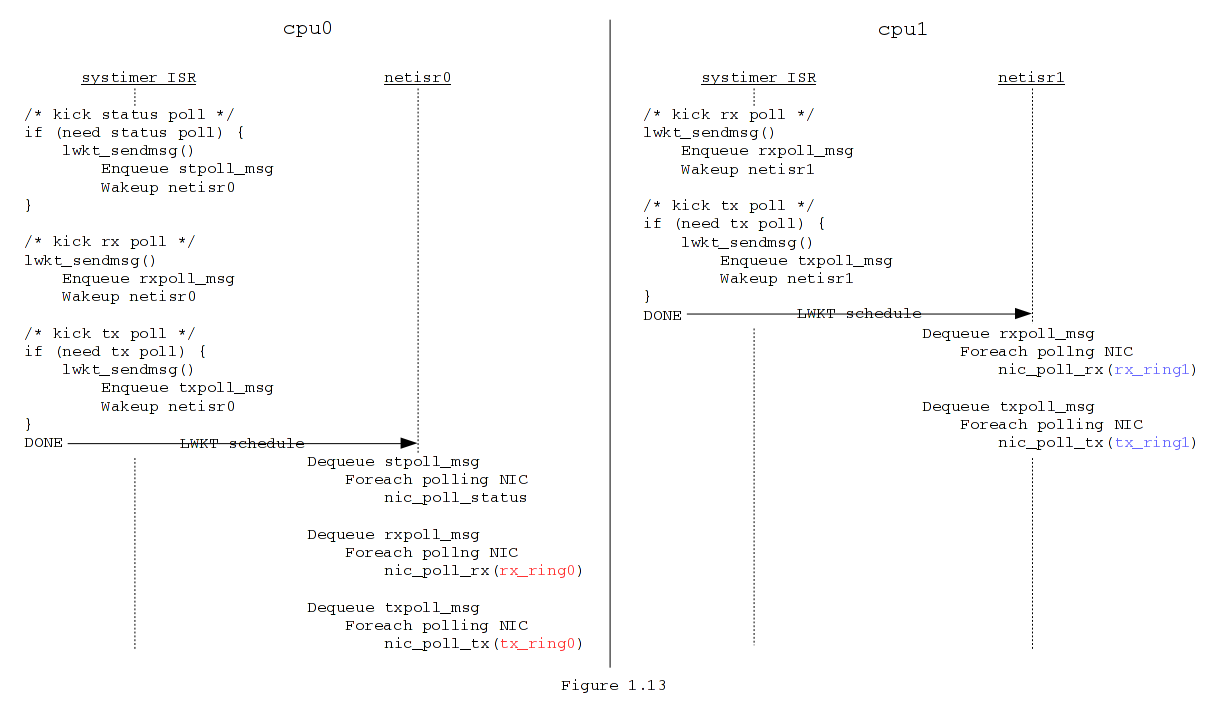 cpu0
systimer ISR
netisr0
/* kick status poll */
if (need status poll) {
lwkt_sendmsg()
Enqueue stpoll_msg
Wakeup netisr0
}
/* kick rx poll */
lwkt_sendmsg()
Enqueue rxpoll_msg
Wakeup netisr0
/* kick tx poll */
if (need tx poll) {
lwkt_sendmsg()
Enqueue txpoll_msg
Wakeup netisr0
}
DONE
LWKT schedule
Dequeue stpoll_msg
Foreach polling NIC
nic_poll_status
Dequeue rxpoll_msg
Foreach pollng NIC
nic_poll_rx(rx_ring0)
Dequeue txpoll_msg
Foreach polling NIC
nic_poll_tx(tx_ring0)
cpu1
systimer ISR
netisr1
/* kick rx poll */
lwkt_sendmsg()
Enqueue rxpoll_msg
Wakeup netisr1
/* kick tx poll */
if (need tx poll) {
lwkt_sendmsg()
Enqueue txpoll_msg
Wakeup netisr1
}
DONE
LWKT schedule
Dequeue rxpoll_msg
Foreach pollng NIC
nic_poll_rx(rx_ring1)
Dequeue txpoll_msg
Foreach polling NIC
nic_poll_tx(tx_ring1)
Figure 1.13